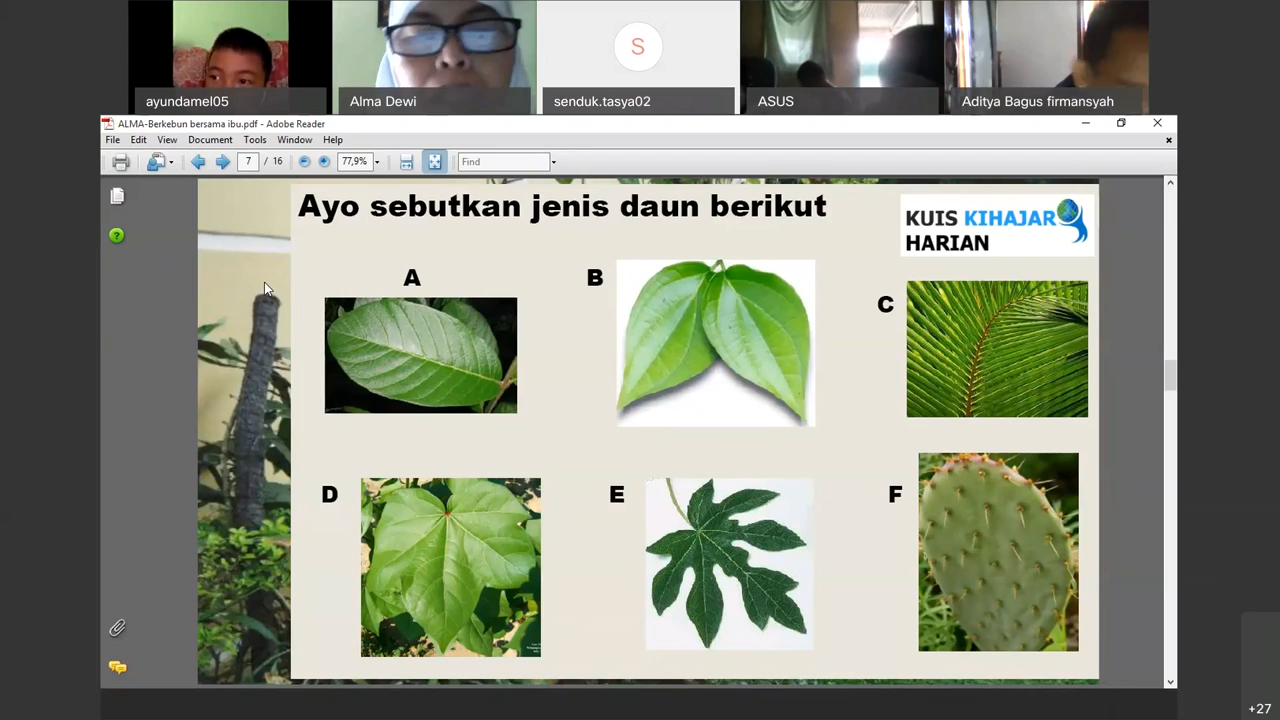 ayundamel05
Alma Dewi
S
senduk.tasya02
ASUS
Aditya Bagus firmansyah
ALMA-Berkebun bersama ibu.pdf - Adobe Reader
File Edit View Document Tools Window Help
7 / 16 77,9% Find
Ayo sebutkan jenis daun berikut
KUIS KIHAJAR
HARIAN
A
B
C
D
E
F
+27